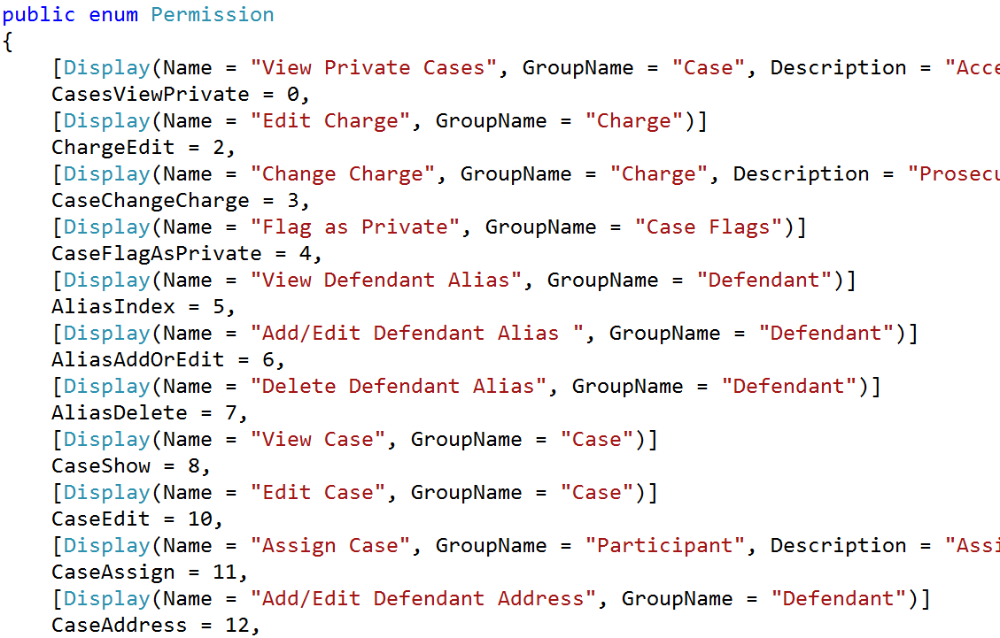 public enum Permission
{
[Display(Name = "View Private Cases", GroupName = "Case", Description = "Acce
CasesViewPrivate = 0,
[Display(Name = "Edit Charge", GroupName = "Charge")]
ChargeEdit = 2,
[Display(Name = "Change Charge", GroupName = "Charge", Description = "Prosecu
CaseChangeCharge = 3,
[Display(Name = "Flag as Private", GroupName = "Case Flags")]
CaseFlagAsPrivate = 4,
[Display(Name = "View Defendant Alias", GroupName = "Defendant")]
AliasIndex = 5,
[Display(Name = "Add/Edit Defendant Alias ", GroupName = "Defendant")]
AliasAddOrEdit = 6,
[Display(Name = "Delete Defendant Alias", GroupName = "Defendant")]
AliasDelete = 7,
[Display(Name = "View Case", GroupName = "Case")]
CaseShow = 8,
[Display(Name = "Edit Case", GroupName = "Case")]
CaseEdit = 10,
[Display(Name = "Assign Case", GroupName = "Participant", Description = "Assi
CaseAssign = 11,
[Display(Name = "Add/Edit Defendant Address", GroupName = "Defendant")]
CaseAddress = 12,